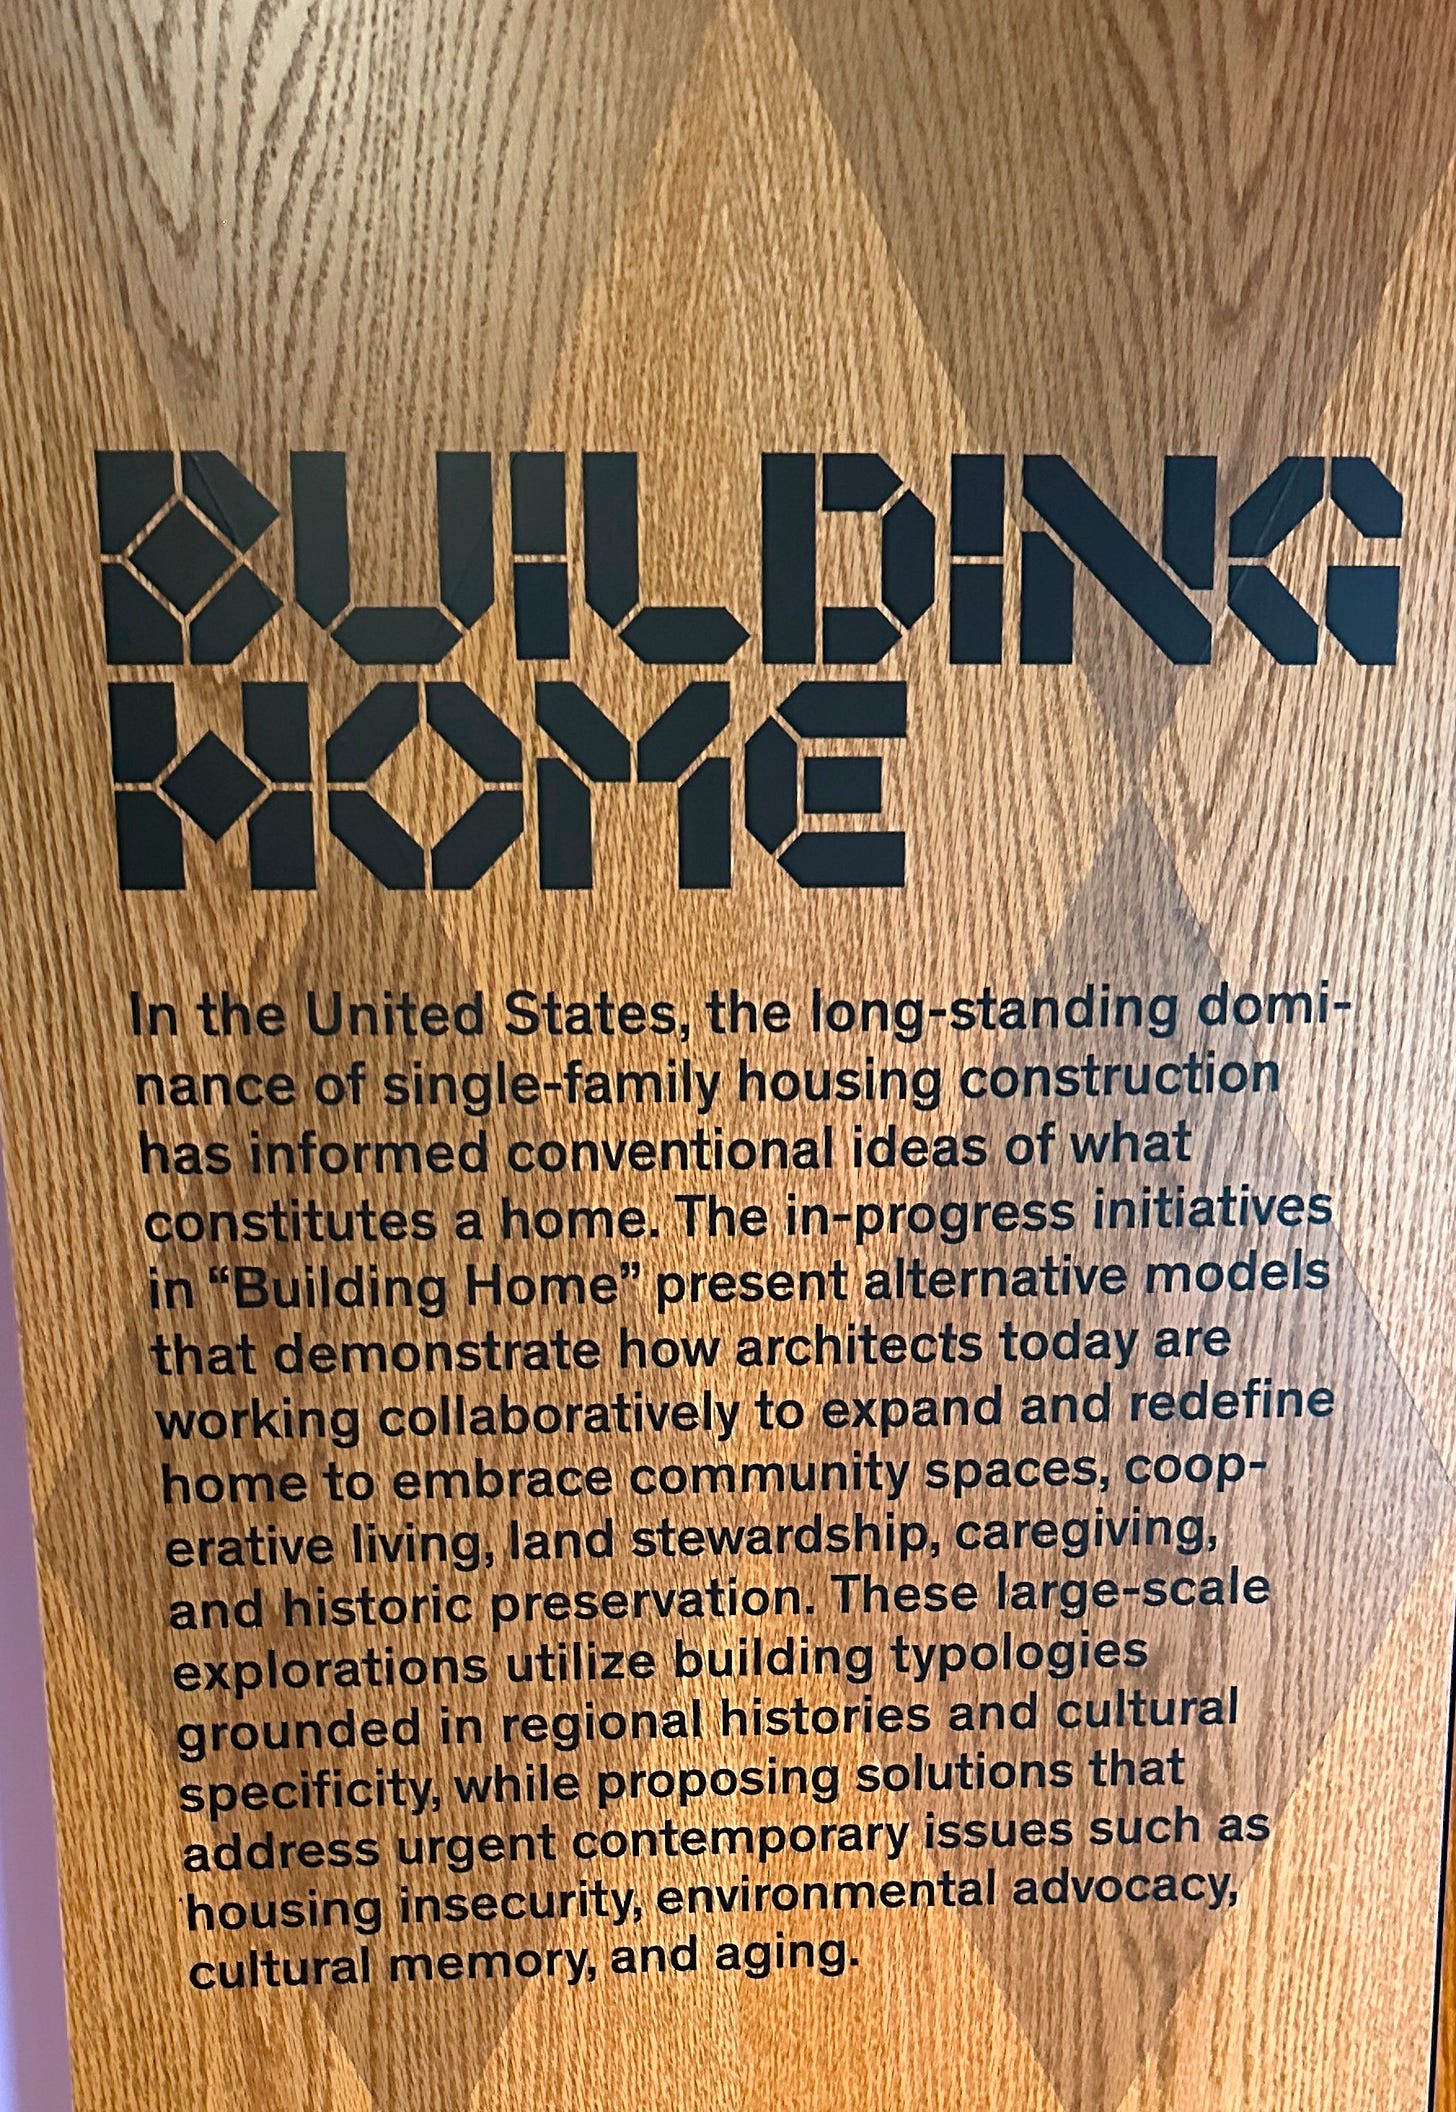 BUILDING
HOME
In the United States, the long-standing domi-
nance of single-family housing construction
has informed conventional ideas of what
constitutes a home. The in-progress initiatives
in “Building Home” present alternative models
that demonstrate how architects today are
working collaboratively to expand and redefine
home to embrace community spaces, coop-
erative living, land stewardship, caregiving,
and historic preservation. These large-scale
explorations utilize building typologies
grounded in regional histories and cultural
specificity, while proposing solutions that
address urgent contemporary issues such as
housing insecurity, environmental advocacy,
cultural memory, and aging.